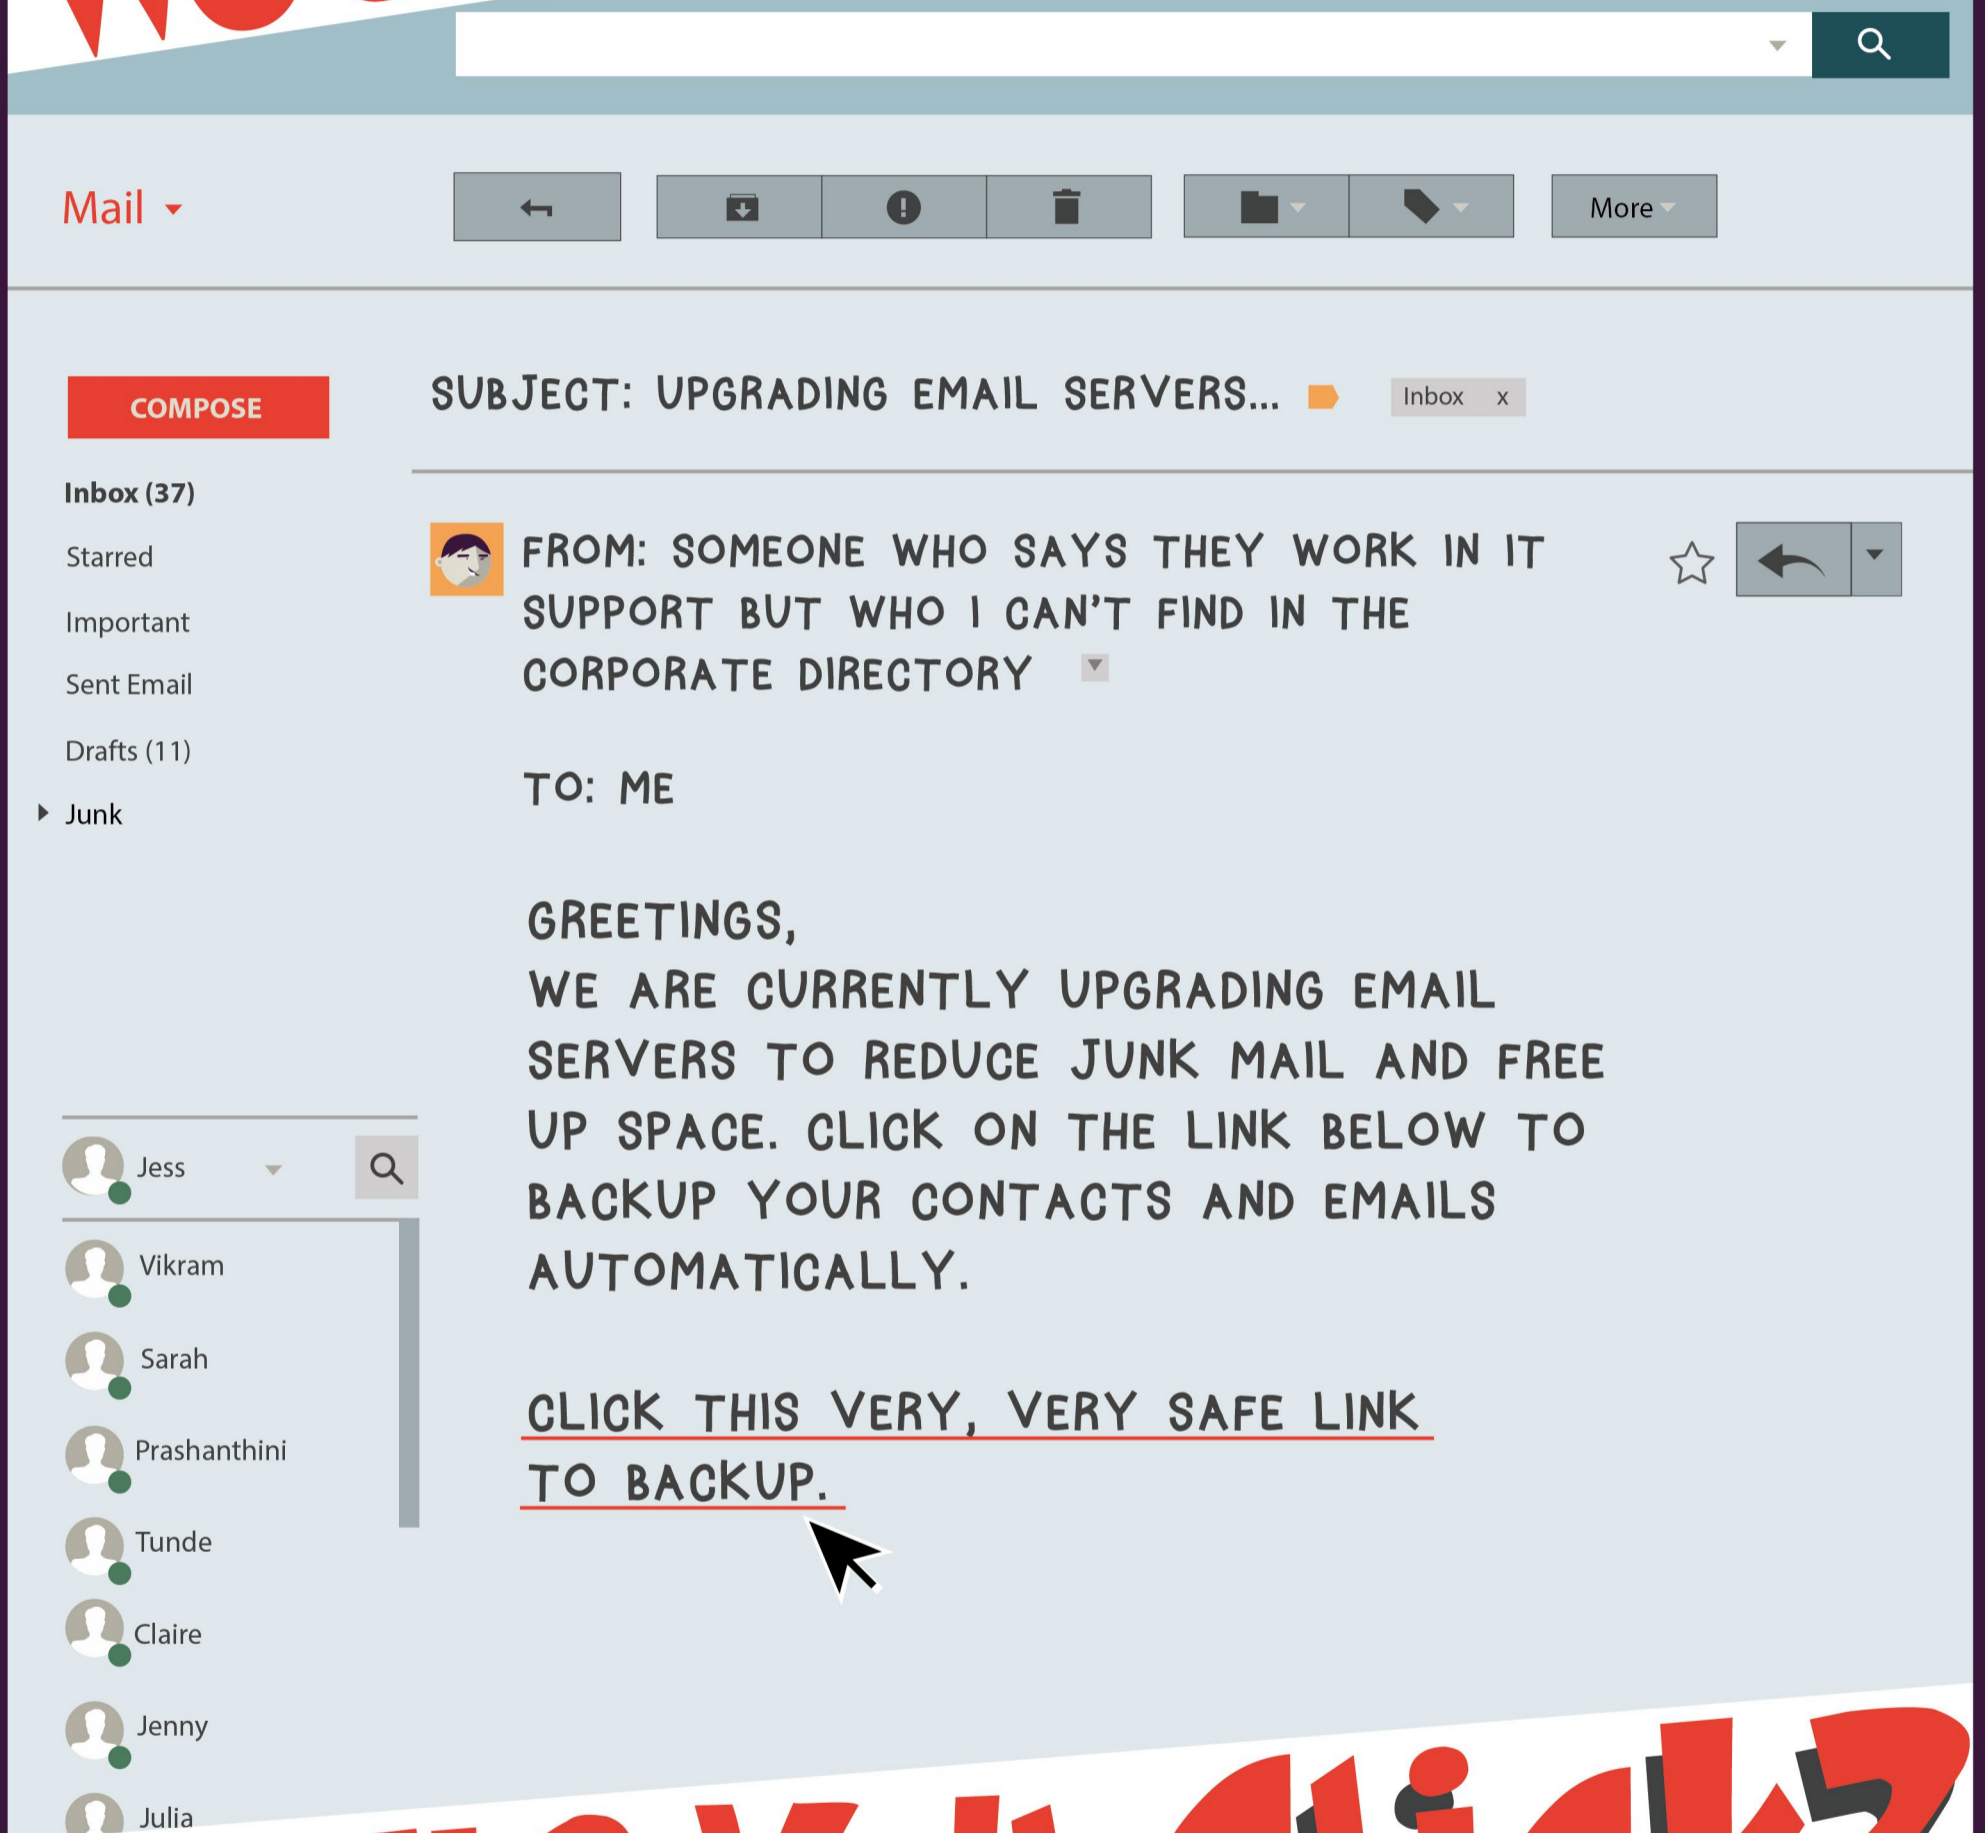 Mail
More
COMPOSE
SUBJECT: UPGRADING EMAIL SERVERS...
Inbox x
Inbox (37)
Starred
Important
Sent Email
Drafts (11)
Junk
FROM: SOMEONE WHO SAYS THEY WORK IN IT
SUPPORT BUT WHO I CAN'T FIND IN THE
CORPORATE DIRECTORY
TO: ME
GREETINGS,
WE ARE CURRENTLY UPGRADING EMAIL
SERVERS TO REDUCE JUNK MAIL AND FREE
UP SPACE. CLICK ON THE LINK BELOW TO
BACKUP YOUR CONTACTS AND EMAILS
AUTOMATICALLY.
CLICK THIS VERY, VERY SAFE LINK
TO BACKUP.
Jess
Vikram
Sarah
Prashanthini
Tunde
Claire
Jenny
Julia
Click?